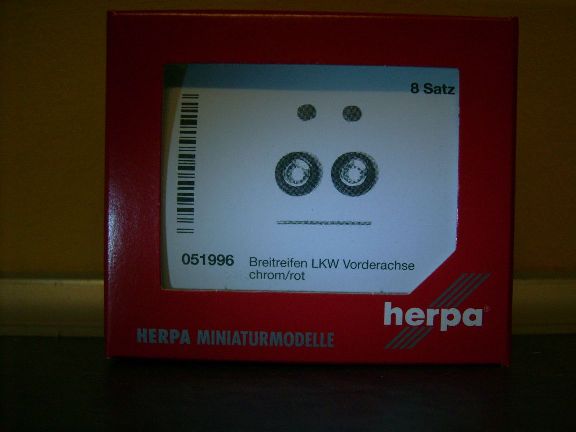 8 Satz
051996 Breitreifen LKW Vorderachse
chrom/rot
herpa®
HERPA MINIATURMODELLE